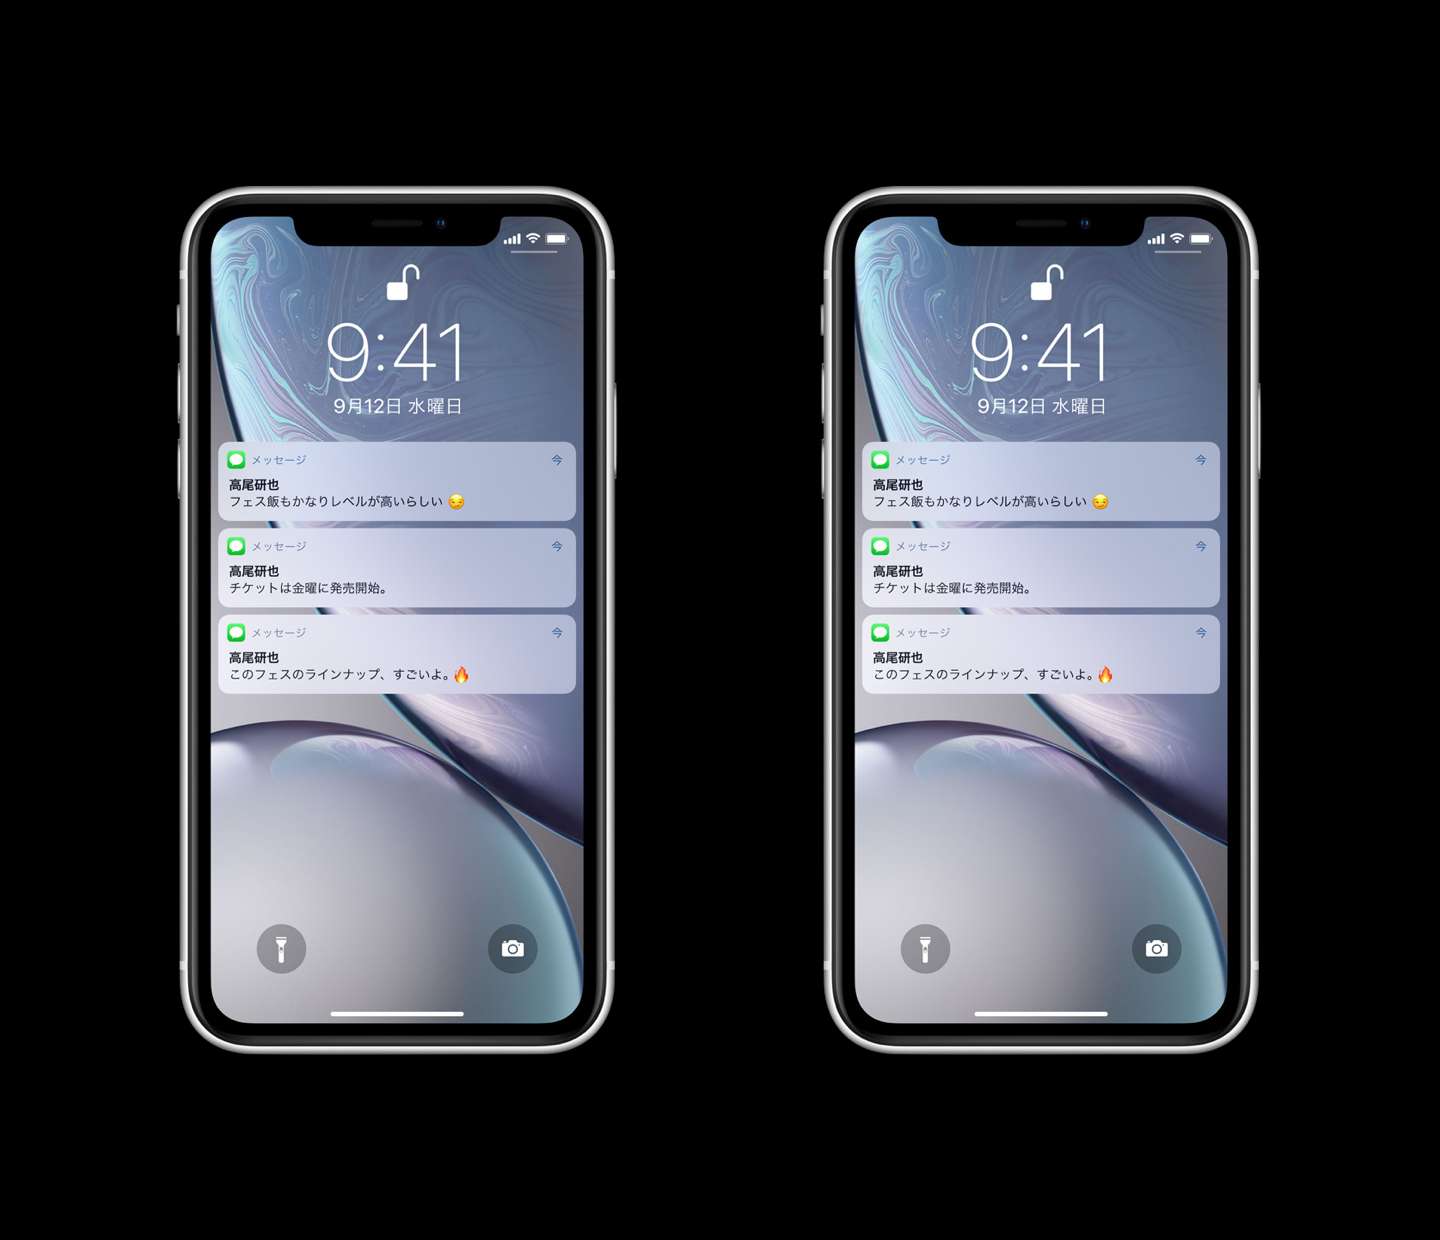 9:41
9月12日 水曜日
メッセージ 今
高尾研也
フェス飯もかなりレベルが高いらしい 😏
メッセージ 今
高尾研也
チケットは金曜に発売開始。
メッセージ 今
高尾研也
このフェスのラインナップ、すごいよ。🔥
9:41
9月12日 水曜日
メッセージ 今
高尾研也
フェス飯もかなりレベルが高いらしい 😏
メッセージ 今
高尾研也
チケットは金曜に発売開始。
メッセージ 今
高尾研也
このフェスのラインナップ、すごいよ。🔥